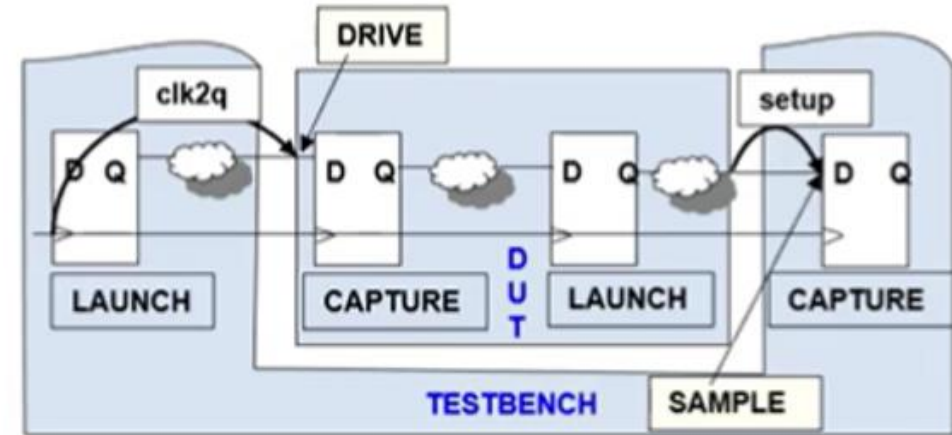 DRIVE
clk2q
setup
D Q
D Q
D Q
D Q
LAUNCH
CAPTURE
D
U
T
LAUNCH
CAPTURE
TESTBENCH
SAMPLE